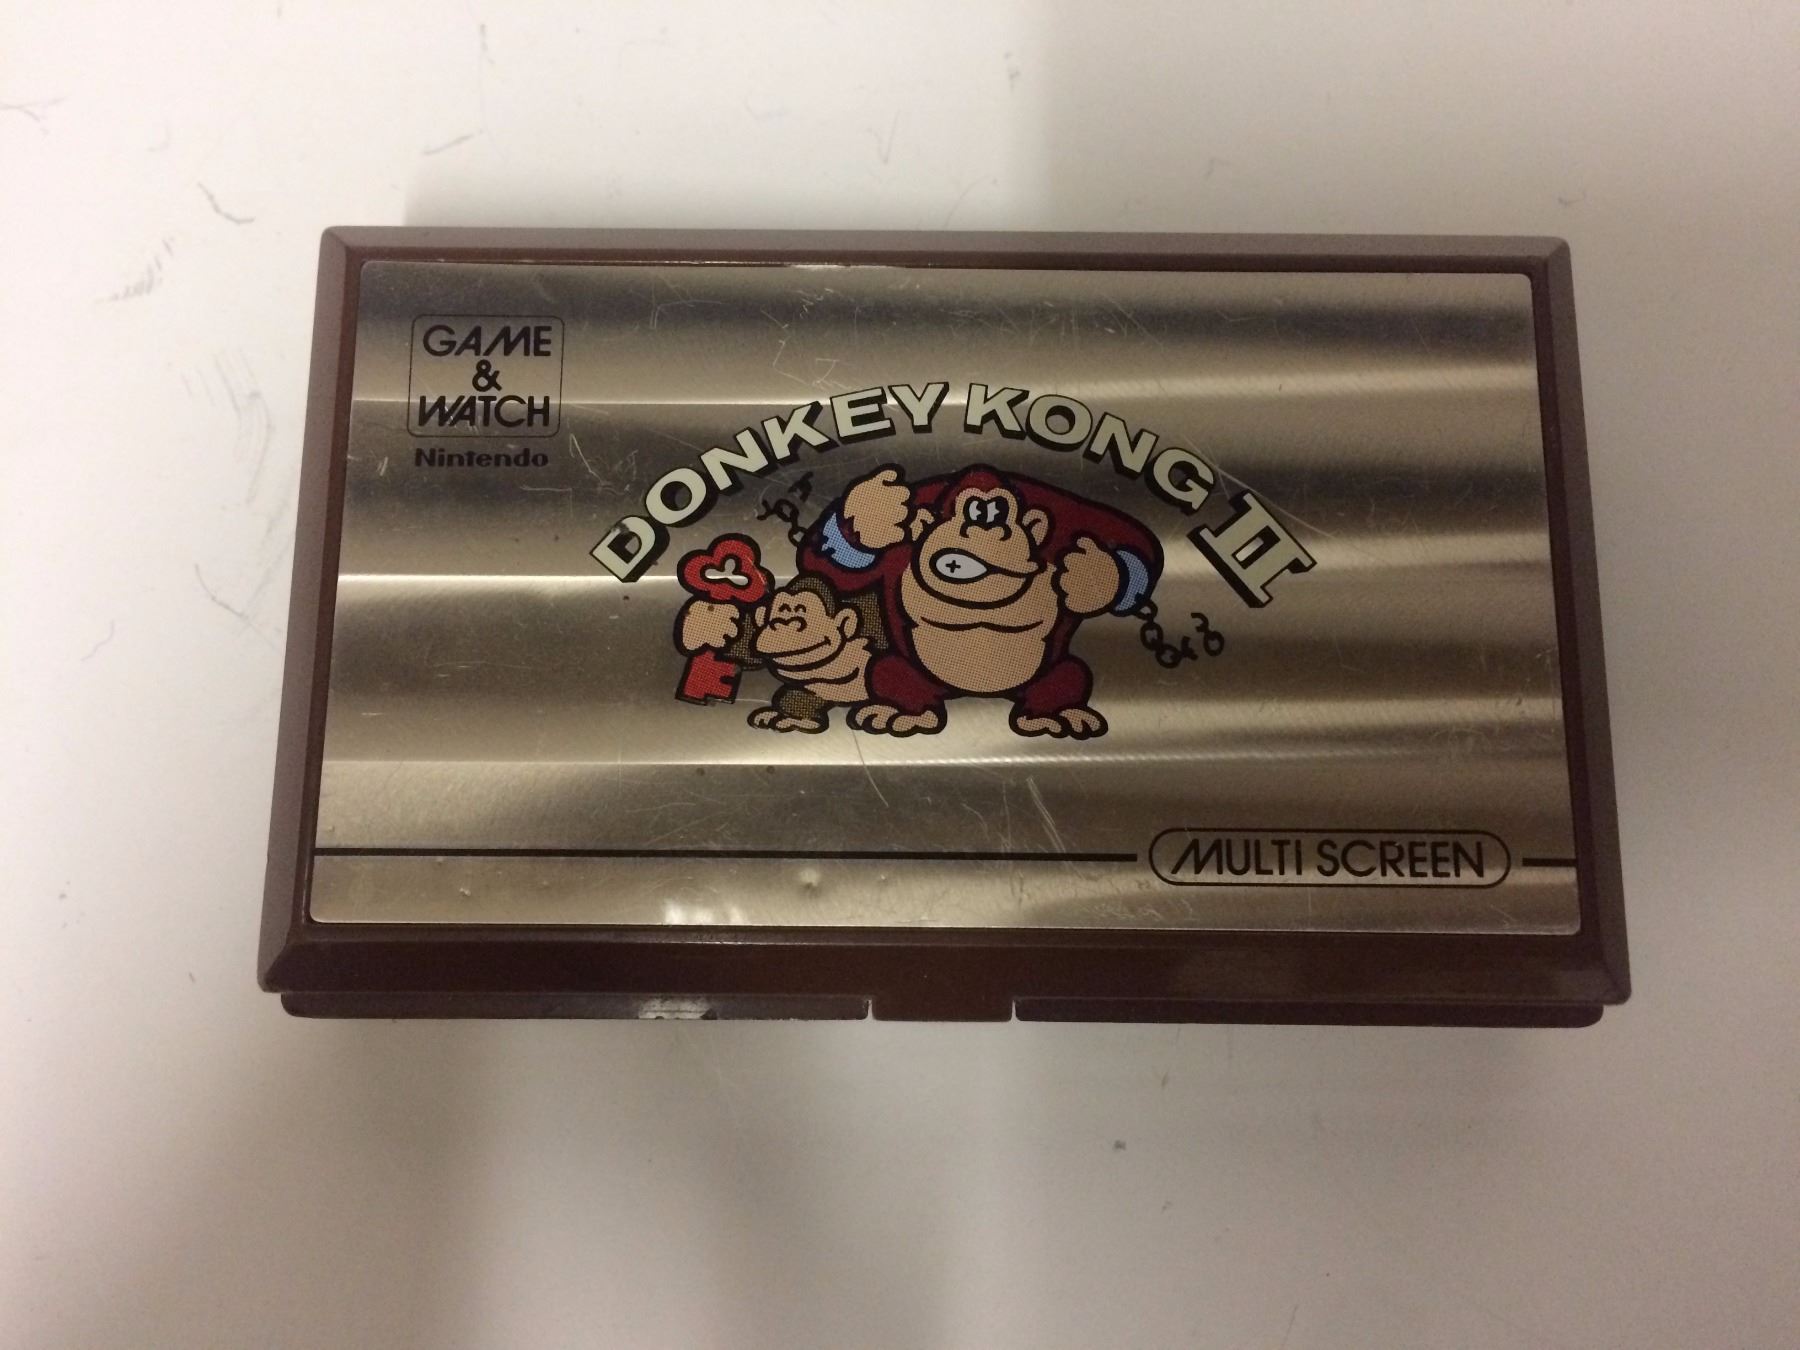 GAME
&
WATCH
Nintendo
DONKEY KONG II
MULTI SCREEN